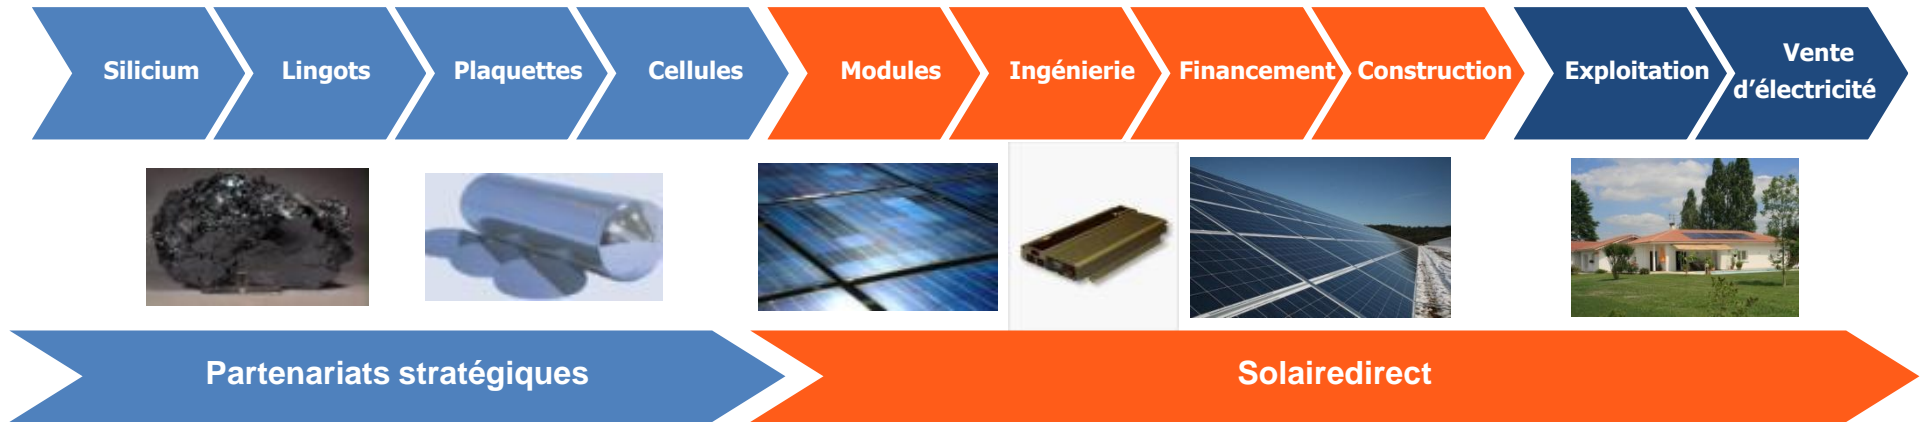 Silicium
Lingots
Plaquettes
Cellules
Modules
Ingénierie
Financement
Construction
Exploitation
Vente
d’électricité
Partenariats stratégiques
Solairedirect